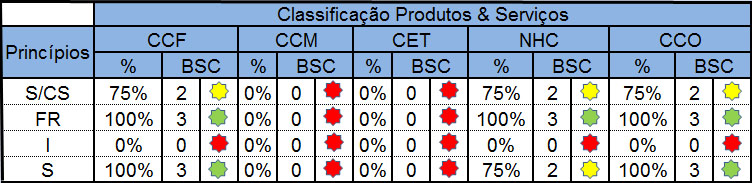 Classificação Produtos & Serviços
Princípios CCF CCM CET NHC CCO
% BSC % BSC % BSC % BSC % BSC
S/CS 75% 2 0% 0 0% 0 75% 2 75% 2
FR 100% 3 0% 0 0% 0 100% 3 100% 3
I 0% 0 0% 0 0% 0 0% 0 0% 0
S 100% 3 0% 0 0% 0 75% 2 100% 3